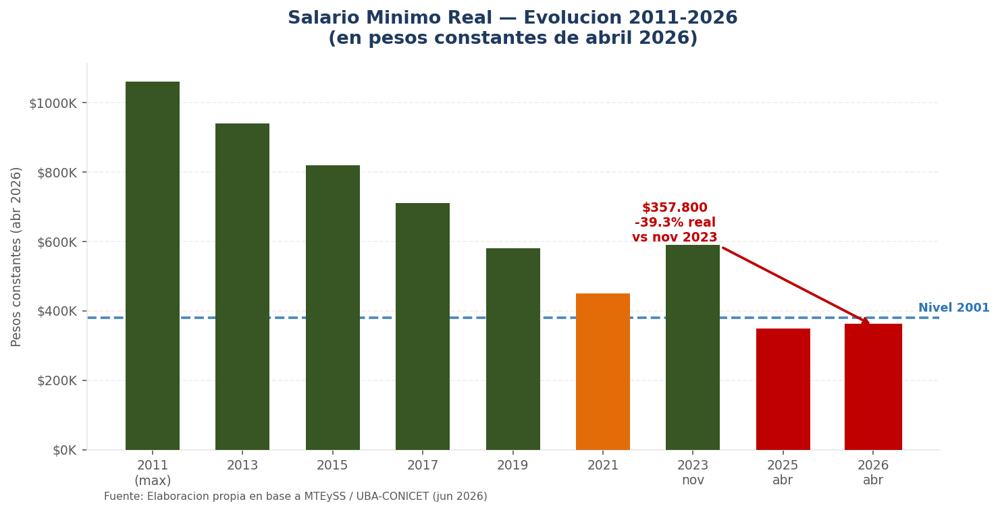 Salario Minimo Real — Evolucion 2011-2026
(en pesos constantes de abril 2026)
Pesos constantes (abr 2026)
$1000K
$800K
$600K
$400K
$200K
$0K
$357.800
-39.3% real
vs nov 2023
Nivel 2001
2011
(max)
2013
2015
2017
2019
2021
2023
nov
2025
abr
2026
abr
Fuente: Elaboracion propia en base a MTEySS / UBA-CONICET (jun 2026)